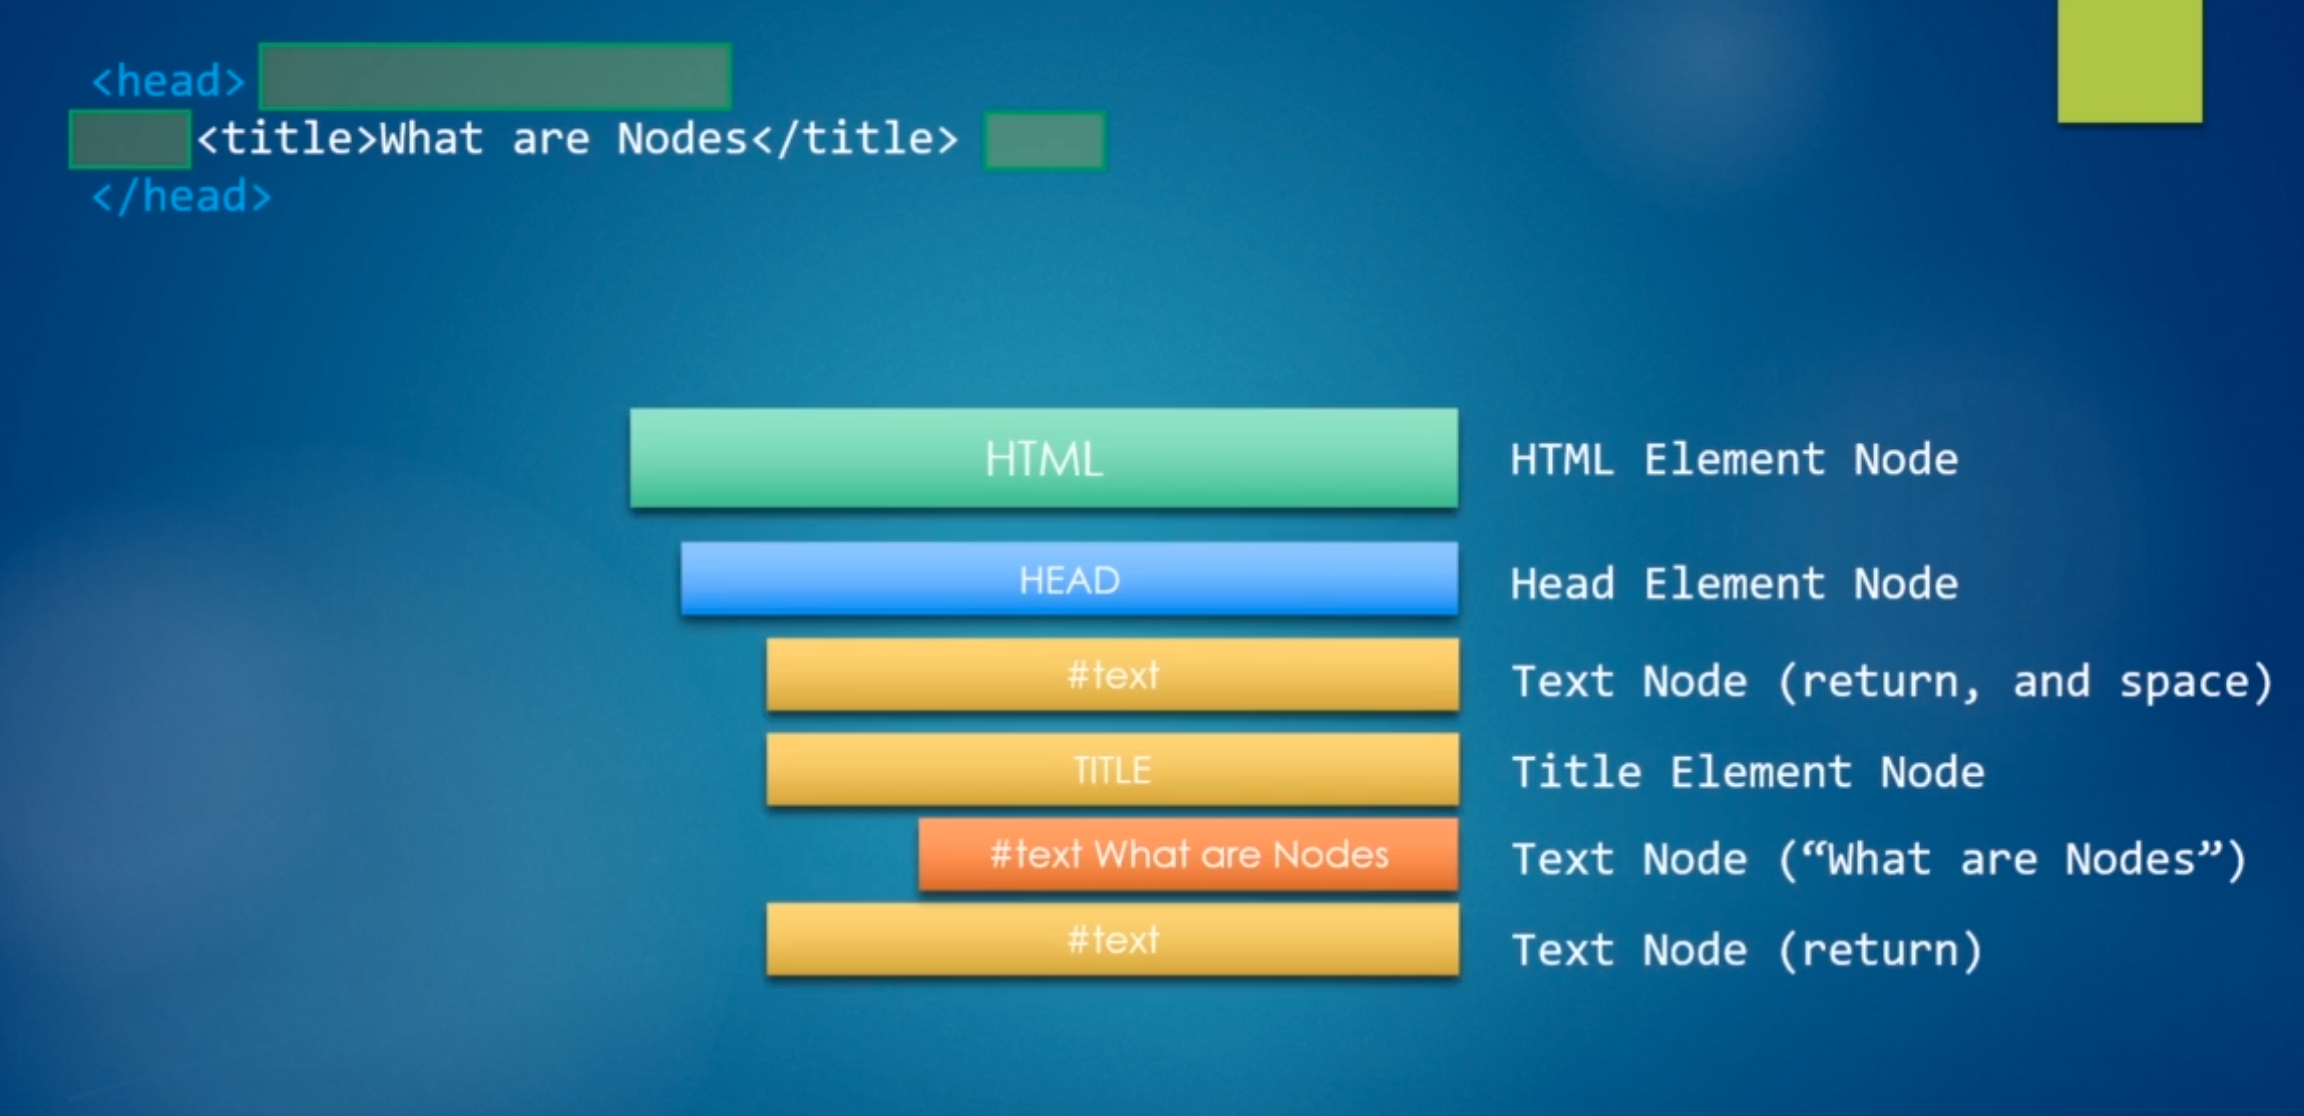 <head>
<title>What are Nodes</title>
</head>
HTML HTML Element Node
HEAD Head Element Node
#text Text Node (return, and space)
TITLE Title Element Node
#text What are Nodes Text Node (“What are Nodes”)
#text Text Node (return)